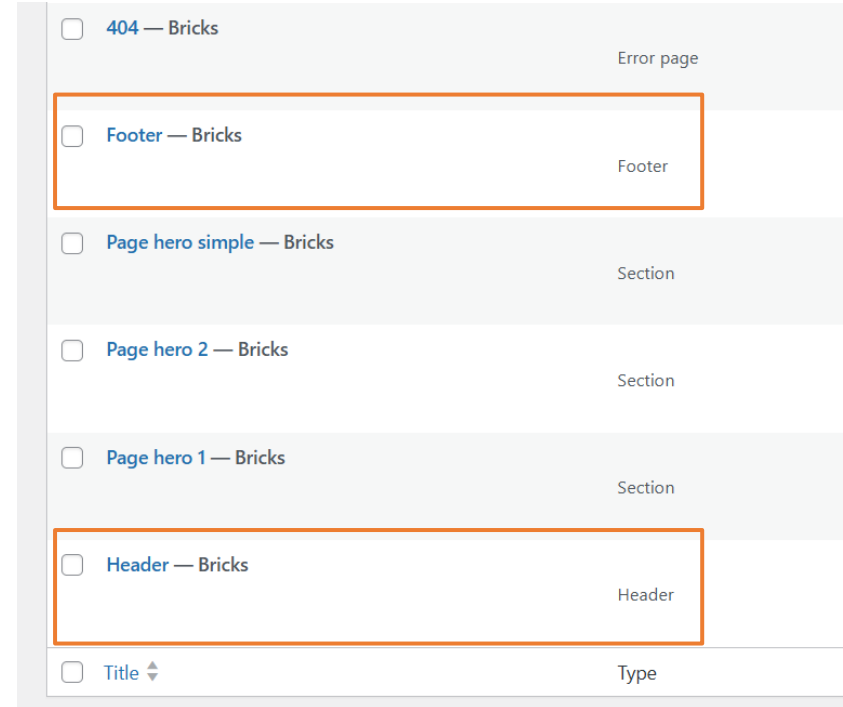 404 — Bricks
Error page
Footer — Bricks
Footer
Page hero simple — Bricks
Section
Page hero 2 — Bricks
Section
Page hero 1 — Bricks
Section
Header — Bricks
Header
Title Type